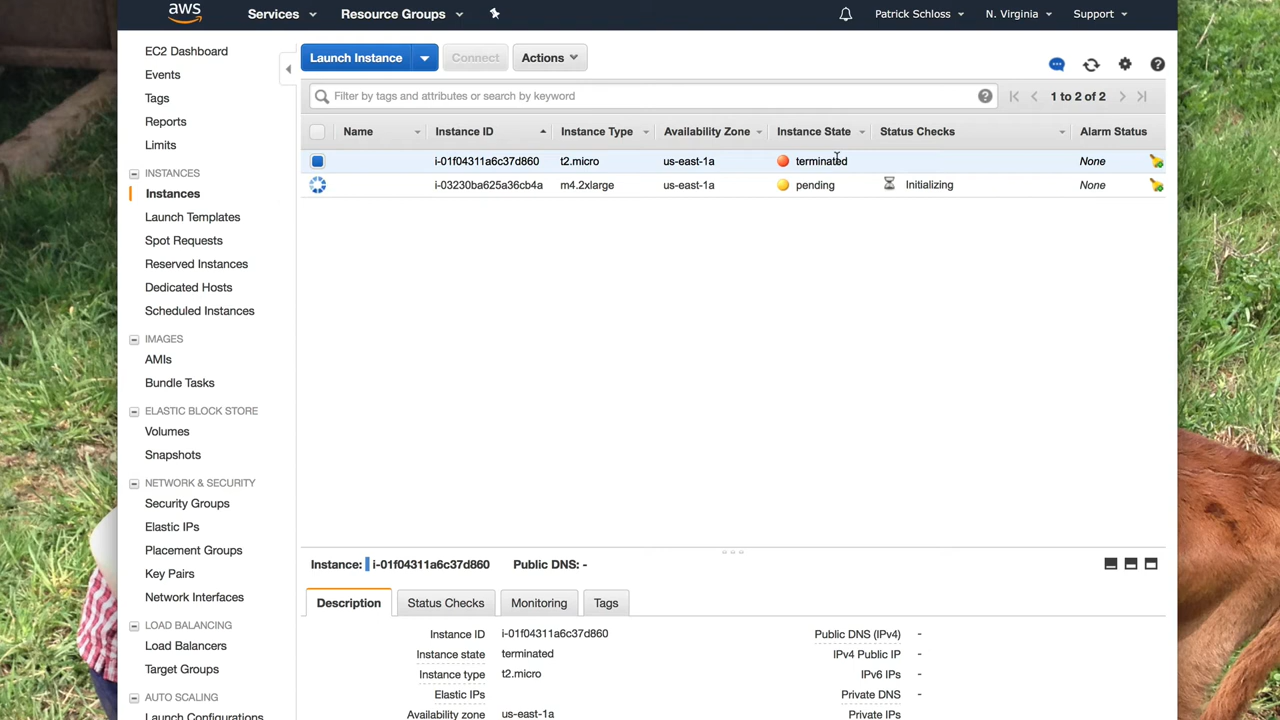 aws Services Resource Groups Patrick Schloss N. Virginia Support
EC2 Dashboard
Events
Tags
Reports
Limits
INSTANCES
Instances
Launch Templates
Spot Requests
Reserved Instances
Dedicated Hosts
Scheduled Instances
IMAGES
AMIs
Bundle Tasks
ELASTIC BLOCK STORE
Volumes
Snapshots
NETWORK & SECURITY
Security Groups
Elastic IPs
Placement Groups
Key Pairs
Network Interfaces
LOAD BALANCING
Load Balancers
Target Groups
AUTO SCALING
Launch Configurations
Launch Instance Connect Actions
Filter by tags and attributes or search by keyword 1 to 2 of 2
Name Instance ID Instance Type Availability Zone Instance State Status Checks Alarm Status
i-01f04311a6c37d860 t2.micro us-east-1a terminated None
i-03230ba625a36cb4a m4.2xlarge us-east-1a pending Initializing None
Instance: i-01f04311a6c37d860 Public DNS: -
Description Status Checks Monitoring Tags
Instance ID i-01f04311a6c37d860 Public DNS (IPv4) -
Instance state terminated IPv4 Public IP -
Instance type t2.micro IPv6 IPs -
Elastic IPs Private DNS -
Availability zone us-east-1a Private IPs -